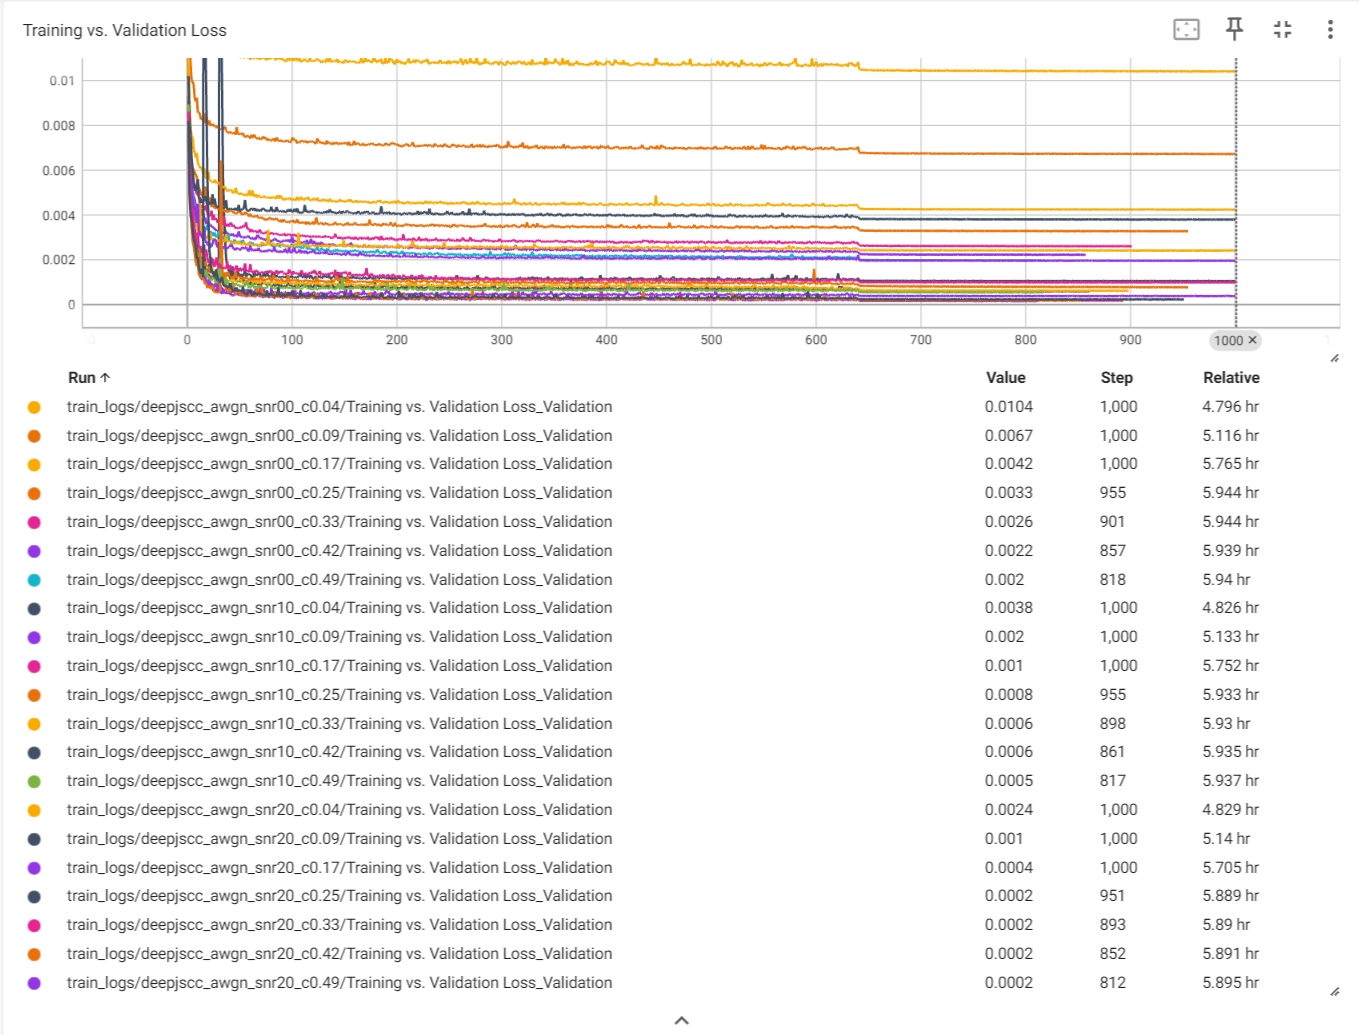 Training vs. Validation Loss
0.01
0.008
0.006
0.004
0.002
0
0 100 200 300 400 500 600 700 800 900 1000 ✕
Run ↑ Value Step Relative
train_logs/deepjscc_awgn_snr00_c0.04/Training vs. Validation Loss_Validation 0.0104 1,000 4.796 hr
train_logs/deepjscc_awgn_snr00_c0.09/Training vs. Validation Loss_Validation 0.0067 1,000 5.116 hr
train_logs/deepjscc_awgn_snr00_c0.17/Training vs. Validation Loss_Validation 0.0042 1,000 5.765 hr
train_logs/deepjscc_awgn_snr00_c0.25/Training vs. Validation Loss_Validation 0.0033 955 5.944 hr
train_logs/deepjscc_awgn_snr00_c0.33/Training vs. Validation Loss_Validation 0.0026 901 5.944 hr
train_logs/deepjscc_awgn_snr00_c0.42/Training vs. Validation Loss_Validation 0.0022 857 5.939 hr
train_logs/deepjscc_awgn_snr00_c0.49/Training vs. Validation Loss_Validation 0.002 818 5.94 hr
train_logs/deepjscc_awgn_snr10_c0.04/Training vs. Validation Loss_Validation 0.0038 1,000 4.826 hr
train_logs/deepjscc_awgn_snr10_c0.09/Training vs. Validation Loss_Validation 0.002 1,000 5.133 hr
train_logs/deepjscc_awgn_snr10_c0.17/Training vs. Validation Loss_Validation 0.001 1,000 5.752 hr
train_logs/deepjscc_awgn_snr10_c0.25/Training vs. Validation Loss_Validation 0.0008 955 5.933 hr
train_logs/deepjscc_awgn_snr10_c0.33/Training vs. Validation Loss_Validation 0.0006 898 5.93 hr
train_logs/deepjscc_awgn_snr10_c0.42/Training vs. Validation Loss_Validation 0.0006 861 5.935 hr
train_logs/deepjscc_awgn_snr10_c0.49/Training vs. Validation Loss_Validation 0.0005 817 5.937 hr
train_logs/deepjscc_awgn_snr20_c0.04/Training vs. Validation Loss_Validation 0.0024 1,000 4.829 hr
train_logs/deepjscc_awgn_snr20_c0.09/Training vs. Validation Loss_Validation 0.001 1,000 5.14 hr
train_logs/deepjscc_awgn_snr20_c0.17/Training vs. Validation Loss_Validation 0.0004 1,000 5.705 hr
train_logs/deepjscc_awgn_snr20_c0.25/Training vs. Validation Loss_Validation 0.0002 951 5.889 hr
train_logs/deepjscc_awgn_snr20_c0.33/Training vs. Validation Loss_Validation 0.0002 893 5.89 hr
train_logs/deepjscc_awgn_snr20_c0.42/Training vs. Validation Loss_Validation 0.0002 852 5.891 hr
train_logs/deepjscc_awgn_snr20_c0.49/Training vs. Validation Loss_Validation 0.0002 812 5.895 hr